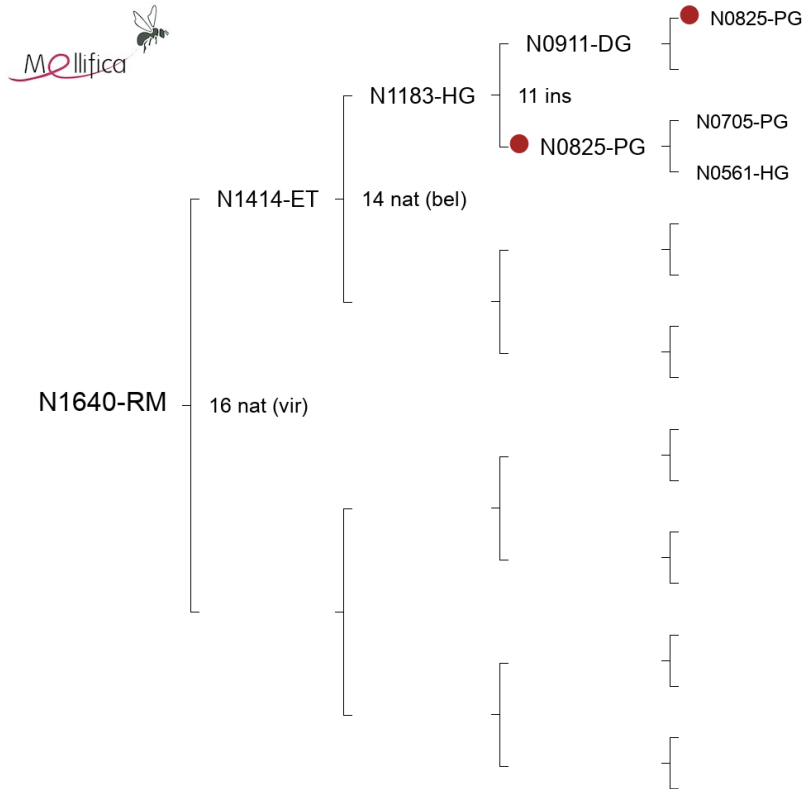 Mellifica
N0825-PG
N0911-DG
N1183-HG
11 ins
N0705-PG
N0825-PG
N0561-HG
N1414-ET
14 nat (bel)
N1640-RM
16 nat (vir)